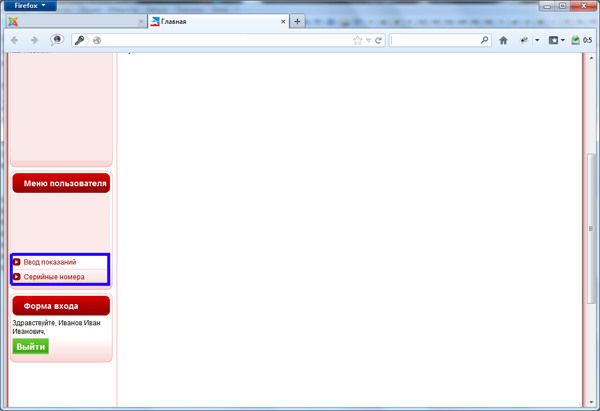 Firefox
Главная
0:5
Меню пользователя
Ввод показаний
Серийные номера
Форма входа
Здравствуйте, Иванов Иван
Иванович,
Выйти